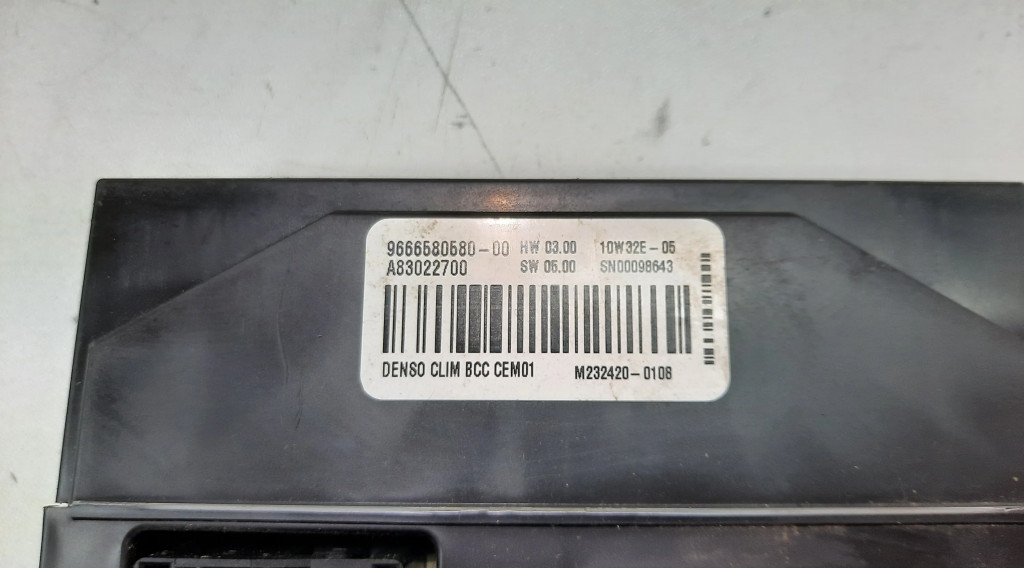 9666580580-00 HW 03.00 10W32E-05
A83022700 SW 05.00 SN00098643
DENSO CLIM BCC CEM01 M232420-0108